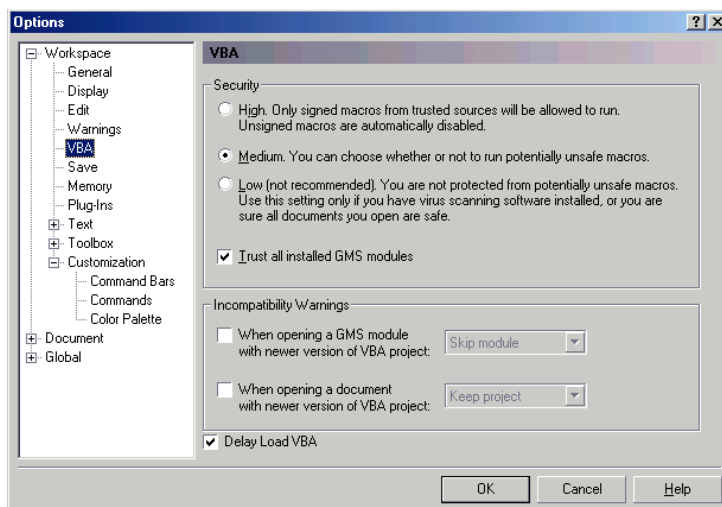 Options
Workspace
General
Display
Edit
Warnings
VBA
Save
Memory
Plug-Ins
Text
Toolbox
Customization
Command Bars
Commands
Color Palette
Document
Global
VBA
Security
High. Only signed macros from trusted sources will be allowed to run.
Unsigned macros are automatically disabled.
Medium. You can choose whether or not to run potentially unsafe macros.
Low (not recommended). You are not protected from potentially unsafe macros.
Use this setting only if you have virus scanning software installed, or you are
sure all documents you open are safe.
Trust all installed GMS modules
Incompatibility Warnings
When opening a GMS module
with newer version of VBA project:
Skip module
When opening a document
with newer version of VBA project:
Keep project
Delay Load VBA
OK
Cancel
Help